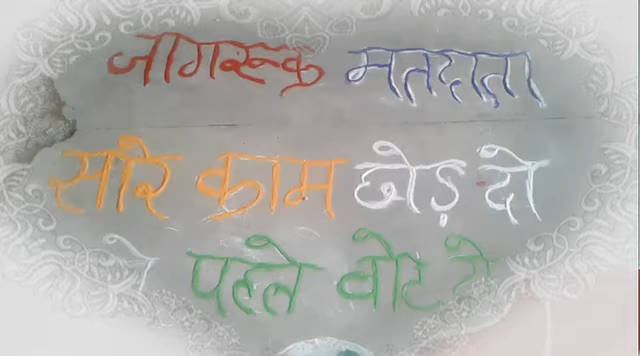 जागरूक मतदाता
सारे काम छोड़ दो
पहले वोट दो